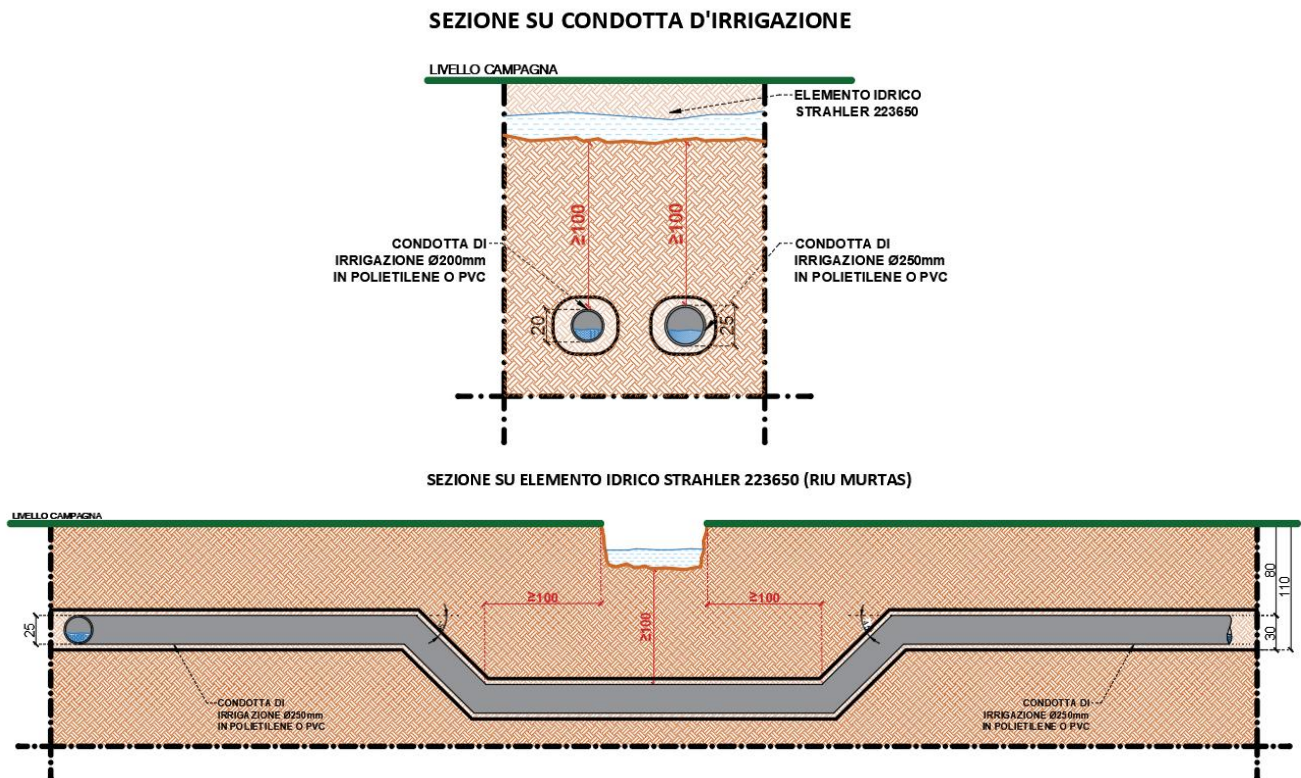 SEZIONE SU CONDOTTA D'IRRIGAZIONE
LIVELLO CAMPAGNA
ELEMENTO IDRICO
STRAHLER 223650
≥100
≥100
CONDOTTA DI
IRRIGAZIONE Ø200mm
IN POLIETILENE O PVC
CONDOTTA DI
IRRIGAZIONE Ø250mm
IN POLIETILENE O PVC
20
25
SEZIONE SU ELEMENTO IDRICO STRAHLER 223650 (RIU MURTAS)
LIVELLO CAMPAGNA
80
110
≥100
≥100
≥100
25
30
CONDOTTA DI
IRRIGAZIONE Ø250mm
IN POLIETILENE O PVC
CONDOTTA DI
IRRIGAZIONE Ø250mm
IN POLIETILENE O PVC